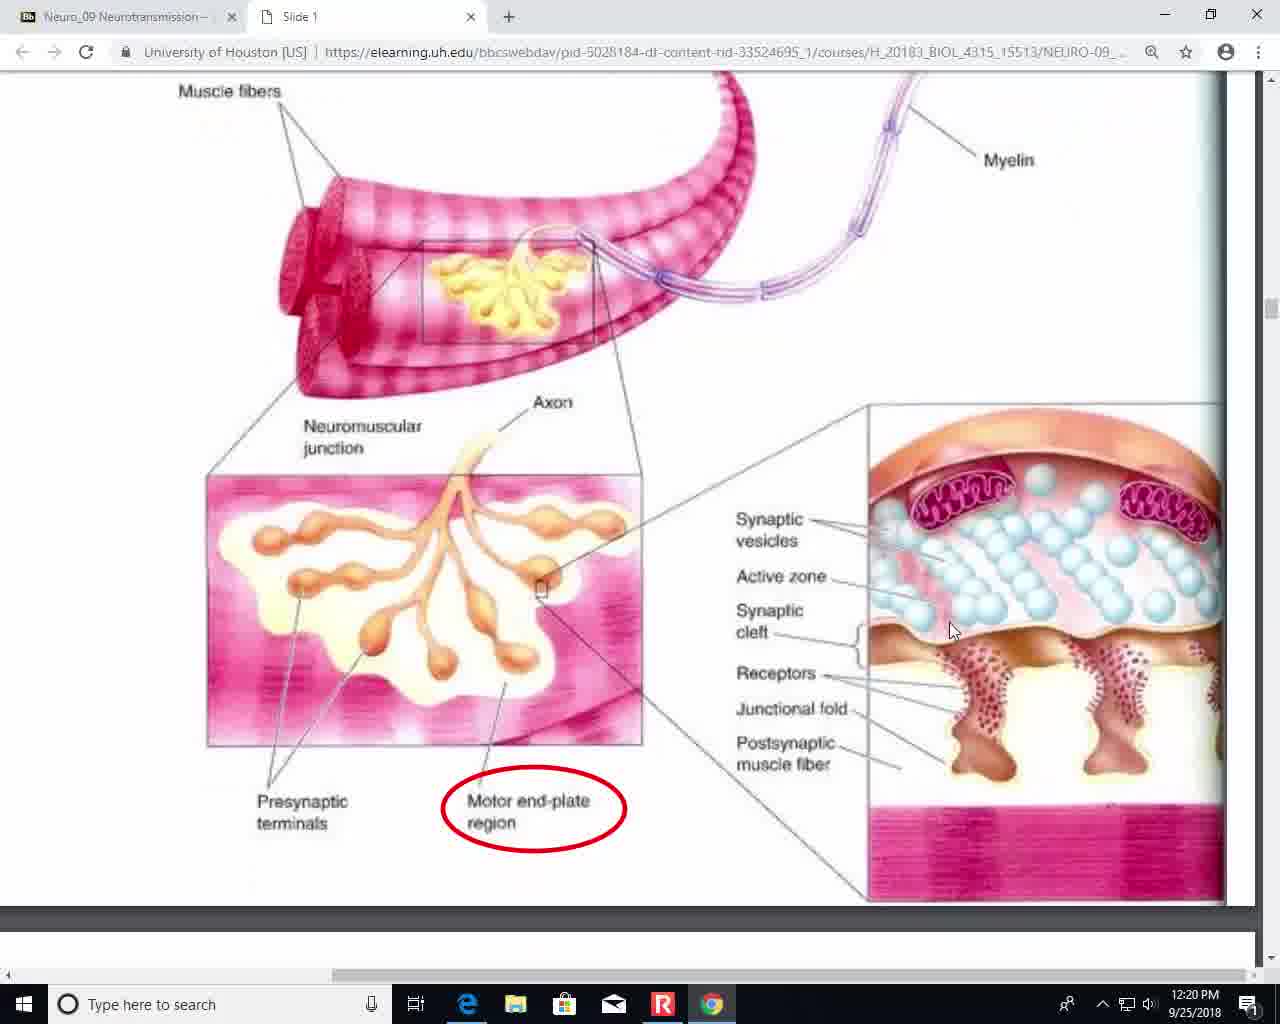 Neuro_09 Neurotransmission –
Slide 1
University of Houston [US]
https://elearning.uh.edu/bbcswebdav/pid-5028184-dt-content-rid-33524695_1/courses/H_20183_BIOL_4315_15513/NEURO-09_...
Muscle fibers
Myelin
Axon
Neuromuscular
junction
Synaptic
vesicles
Active zone
Synaptic
cleft
Receptors
Junctional fold
Postsynaptic
muscle fiber
Presynaptic
terminals
Motor end-plate
region
Type here to search
12:20 PM
9/25/2018